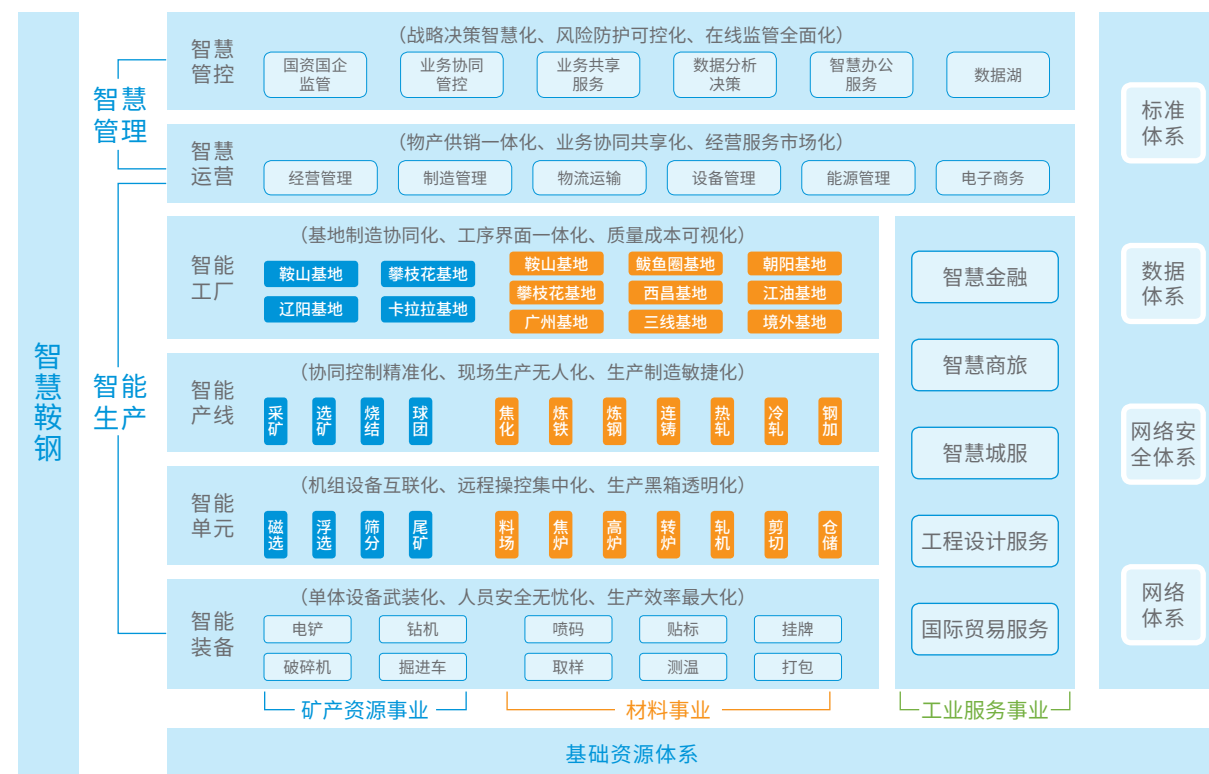 智慧鞍钢
智慧
管理
智能
生产
智慧
管控
（战略决策智慧化、风险防护可控化、在线监管全面化）
国资国企
监管
业务协同
管控
业务共享
服务
数据分析
决策
智慧办公
服务
数据湖
智慧
运营
（物产供销一体化、业务协同共享化、经营服务市场化）
经营管理
制造管理
物流运输
设备管理
能源管理
电子商务
智能
工厂
（基地制造协同化、工序界面一体化、质量成本可视化）
鞍山基地
攀枝花基地
辽阳基地
卡拉拉基地
鞍山基地
鲅鱼圈基地
朝阳基地
攀枝花基地
西昌基地
江油基地
广州基地
三线基地
境外基地
智能
产线
（协同控制精准化、现场生产无人化、生产制造敏捷化）
采矿
选矿
烧结
球团
焦化
炼铁
炼钢
连铸
热轧
冷轧
钢加
智能
单元
（机组设备互联化、远程操控集中化、生产黑箱透明化）
磁选
浮选
筛分
尾矿
料场
焦炉
高炉
转炉
轧机
剪切
仓储
智能
装备
（单体设备武装化、人员安全无忧化、生产效率最大化）
电铲
钻机
喷码
贴标
挂牌
破碎机
掘进车
取样
测温
打包
智慧金融
智慧商旅
智慧城服
工程设计服务
国际贸易服务
矿产资源事业
材料事业
工业服务事业
基础资源体系
标准
体系
数据
体系
网络安
全体系
网络
体系